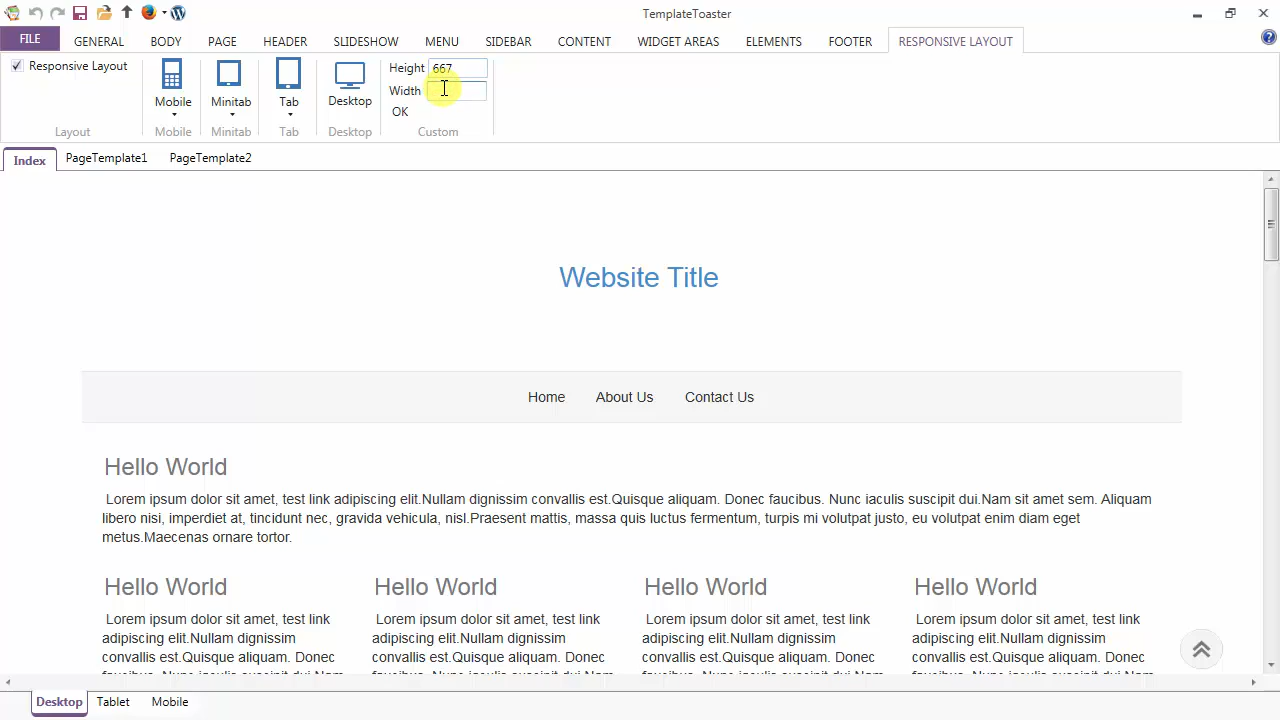 TemplateToaster
FILE GENERAL BODY PAGE HEADER SLIDESHOW MENU SIDEBAR CONTENT WIDGET AREAS ELEMENTS FOOTER RESPONSIVE LAYOUT
Responsive Layout
Mobile Minitab Tab Desktop
Height 667
Width
OK
Layout Mobile Minitab Tab Desktop Custom
Index PageTemplate1 PageTemplate2
Website Title
Home About Us Contact Us
Hello World
Lorem ipsum dolor sit amet, test link adipiscing elit.Nullam dignissim convallis est.Quisque aliquam. Donec faucibus. Nunc iaculis suscipit dui.Nam sit amet sem. Aliquam
libero nisi, imperdiet at, tincidunt nec, gravida vehicula, nisl.Praesent mattis, massa quis luctus fermentum, turpis mi volutpat justo, eu volutpat enim diam eget
metus.Maecenas ornare tortor.
Hello World Hello World Hello World Hello World
Lorem ipsum dolor sit amet, test link Lorem ipsum dolor sit amet, test link Lorem ipsum dolor sit amet, test link Lorem ipsum dolor sit amet, test link
adipiscing elit.Nullam dignissim adipiscing elit.Nullam dignissim adipiscing elit.Nullam dignissim adipiscing elit.Nullam dignissim
convallis est.Quisque aliquam. Donec convallis est.Quisque aliquam. Donec convallis est.Quisque aliquam. Donec convallis est.Quisque aliquam. Donec
Desktop Tablet Mobile